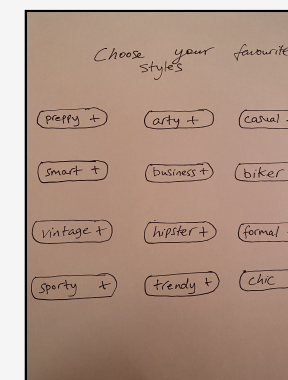 Choose your favourite
styles
preppy + arty + casual
smart + business + biker
vintage + hipster + formal
sporty + trendy + chic